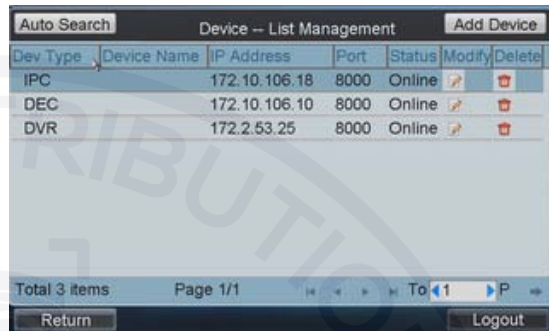 Auto Search Device -- List Management Add Device
Dev Type Device Name IP Address Port Status Modify Delete
IPC 172.10.106.18 8000 Online
DEC 172.10.106.10 8000 Online
DVR 172.2.53.25 8000 Online
Total 3 items Page 1/1 To 1 P
Return Logout